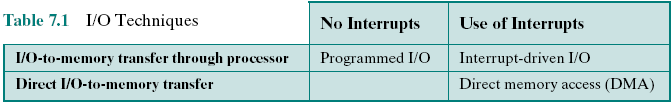 Table 7.1 I/O Techniques
No Interrupts Use of Interrupts
I/O-to-memory transfer through processor Programmed I/O Interrupt-driven I/O
Direct I/O-to-memory transfer Direct memory access (DMA)